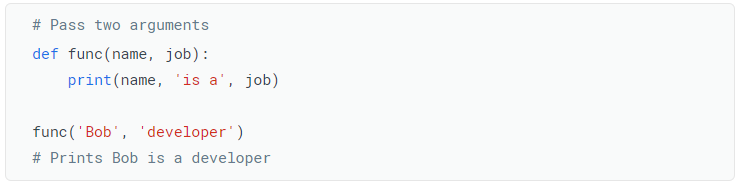 # Pass two arguments
def func(name, job):
    print(name, 'is a', job)

func('Bob', 'developer')
# Prints Bob is a developer